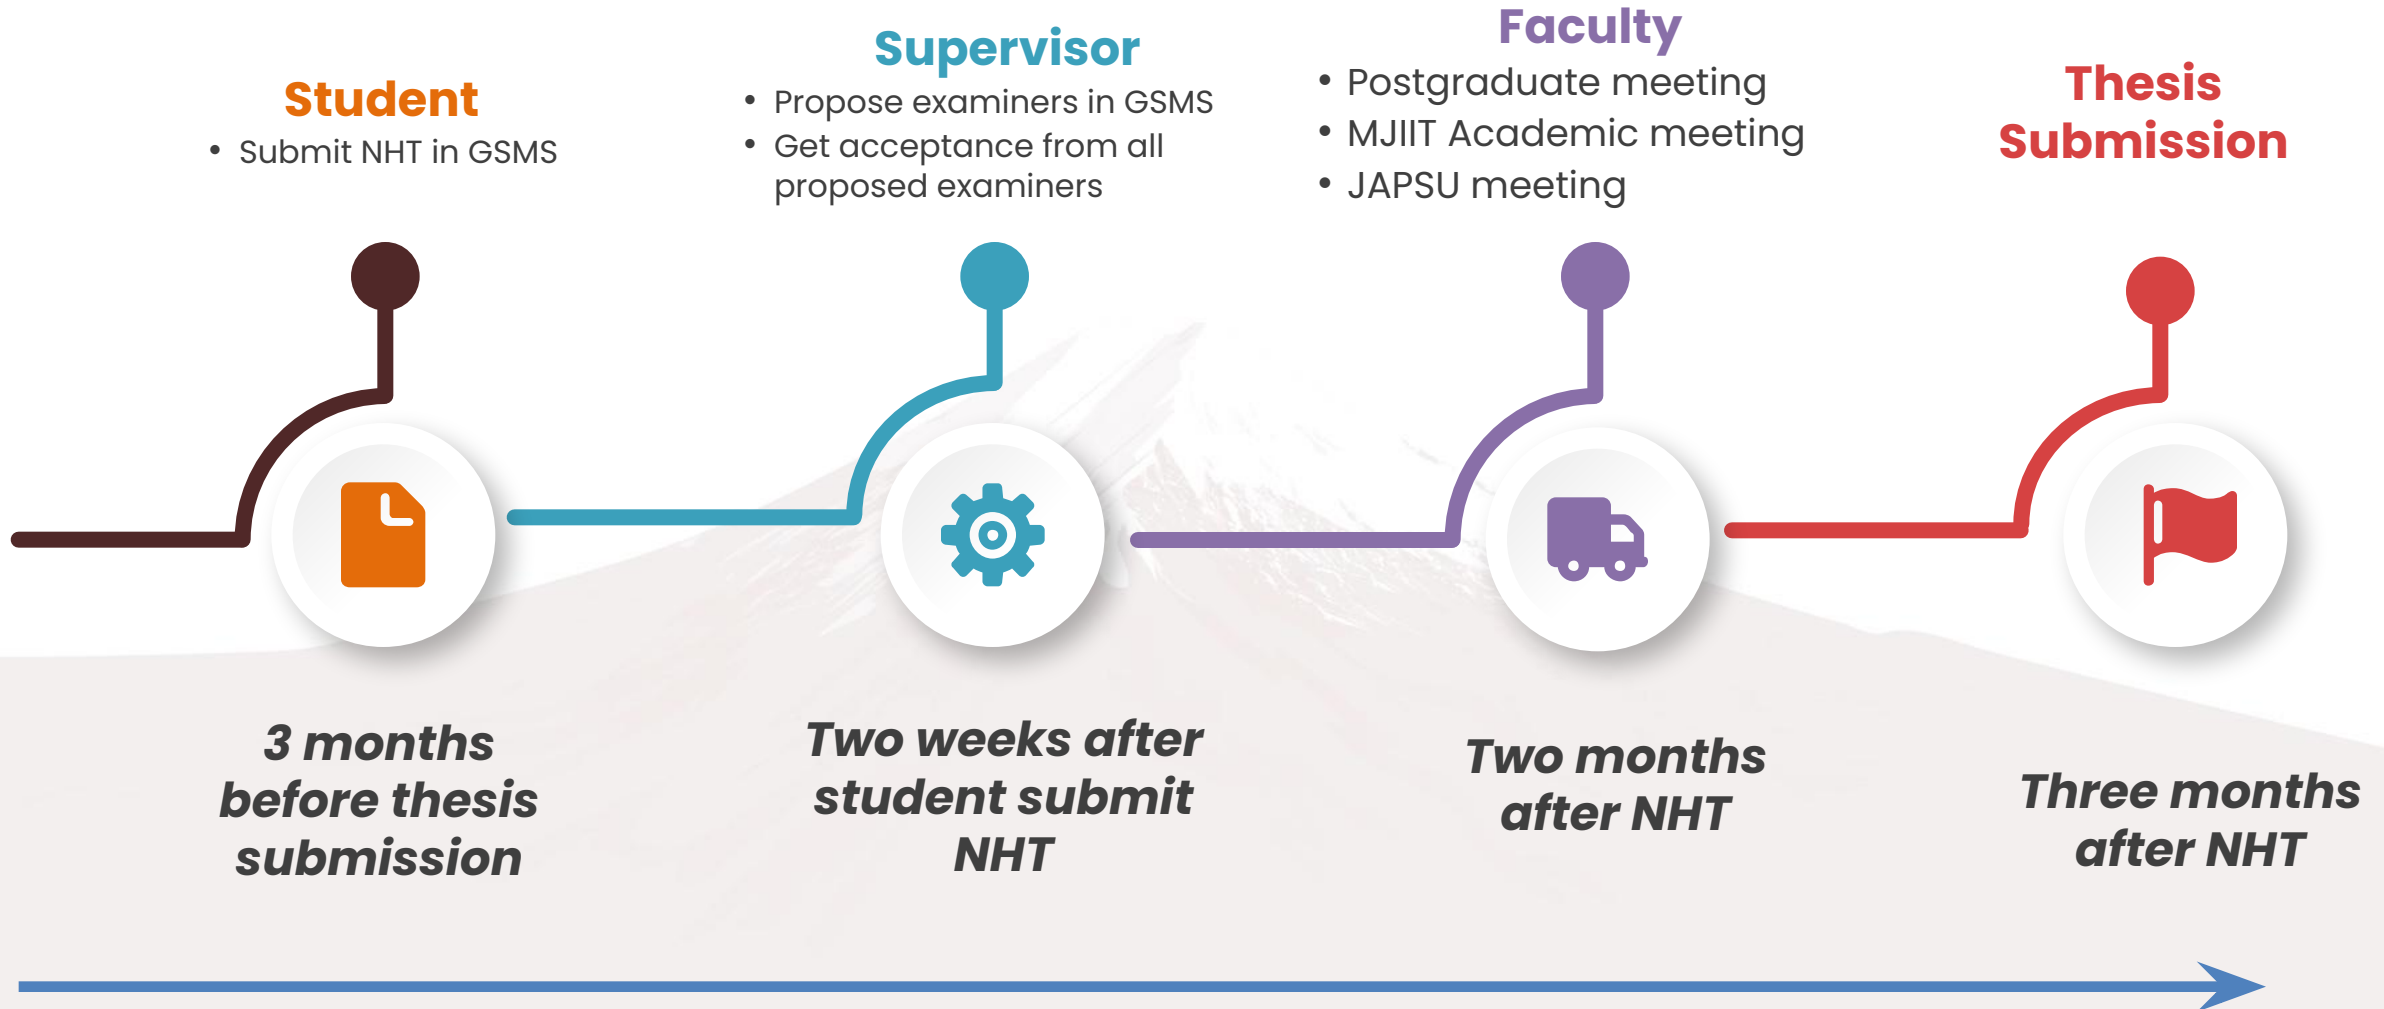 Student
• Submit NHT in GSMS
Supervisor
• Propose examiners in GSMS
• Get acceptance from all
proposed examiners
Faculty
• Postgraduate meeting
• MJIIT Academic meeting
• JAPSU meeting
Thesis
Submission
3 months
before thesis
submission
Two weeks after
student submit
NHT
Two months
after NHT
Three months
after NHT